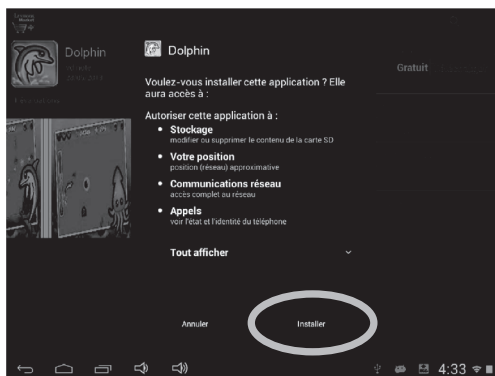 Dolphin
Gratuit
Dolphin
Voulez-vous installer cette application ? Elle
aura accès à :
Autoriser cette application à :
• Stockage
modifier ou supprimer le contenu de la carte SD
• Votre position
position (réseau) approximative
• Communications réseau
accès complet au réseau
• Appels
voir l'état et l'identité du téléphone
Tout afficher
Annuler
Installer
4:33